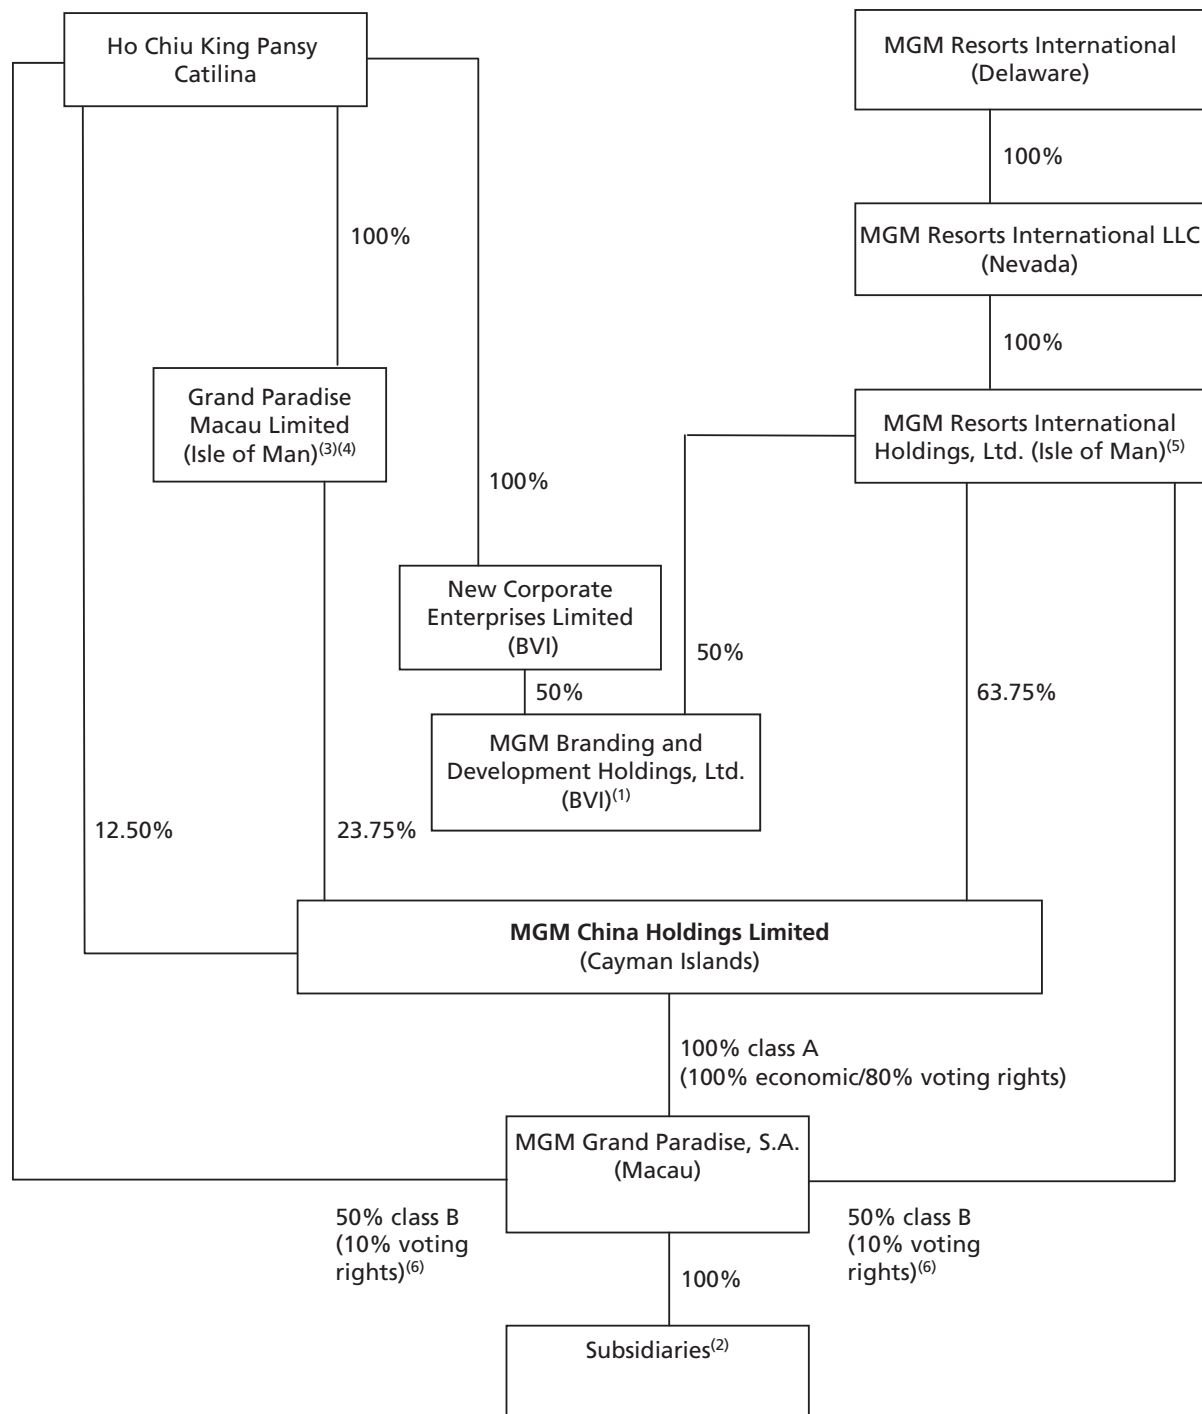 Ho Chiu King Pansy
Catilina
MGM Resorts International
(Delaware)
100%
MGM Resorts International LLC
(Nevada)
100%
100%
Grand Paradise
Macau Limited
(Isle of Man)(3)(4)
MGM Resorts International
Holdings, Ltd. (Isle of Man)(5)
100%
New Corporate
Enterprises Limited
(BVI)
50%
50%
63.75%
MGM Branding and
Development Holdings, Ltd.
(BVI)(1)
12.50%
23.75%
MGM China Holdings Limited
(Cayman Islands)
100% class A
(100% economic/80% voting rights)
MGM Grand Paradise, S.A.
(Macau)
50% class B
(10% voting
rights)(6)
50% class B
(10% voting
rights)(6)
100%
Subsidiaries(2)